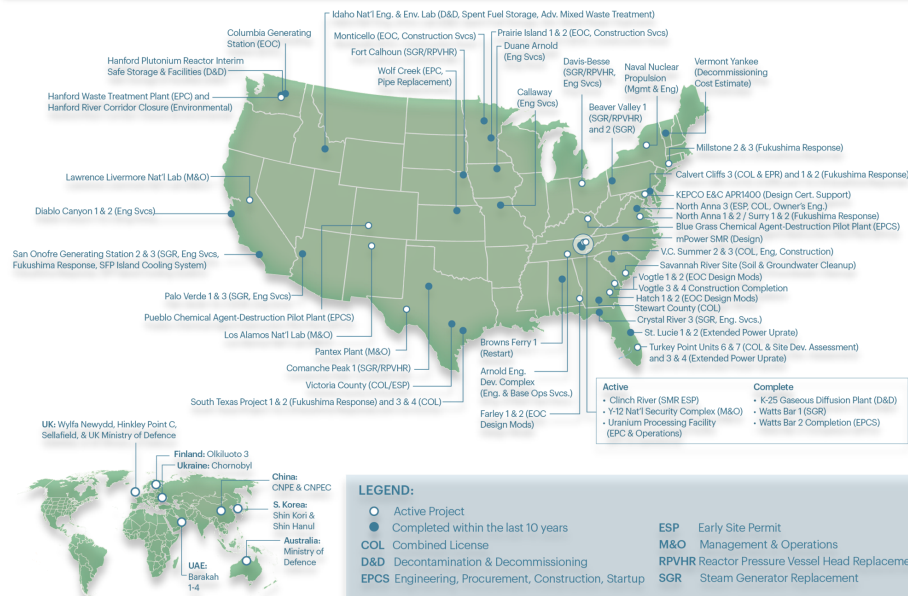 Idaho Nat'l Eng. & Env. Lab (D&D, Spent Fuel Storage, Adv. Mixed Waste Treatment)
Columbia Generating
Station (EOC)
Monticello (EOC, Construction Svcs)
Prairie Island 1 & 2 (EOC, Construction Svcs)
Fort Calhoun (SGR/RPVHR)
Duane Arnold
(Eng Svcs)
Hanford Plutonium Reactor Interim
Safe Storage & Facilities (D&D)
Wolf Creek (EPC,
Pipe Replacement)
Davis-Besse
(SGR/RPVHR,
Eng Svcs)
Naval Nuclear
Propulsion
(Mgmt & Eng)
Vermont Yankee
(Decommissioning
Cost Estimate)
Hanford Waste Treatment Plant (EPC) and
Hanford River Corridor Closure (Environmental)
Callaway
(Eng Svcs)
Beaver Valley 1
(SGR/RPVHR)
and 2 (SGR)
Millstone 2 & 3 (Fukushima Response)
Lawrence Livermore Nat'l Lab (M&O)
Calvert Cliffs 3 (COL & EPR) and 1 & 2 (Fukushima Response)
KEPCO E&C APR1400 (Design Cert. Support)
Diablo Canyon 1 & 2 (Eng Svcs)
North Anna 3 (ESP, COL, Owner's Eng.)
North Anna 1 & 2 / Surry 1 & 2 (Fukushima Response)
Blue Grass Chemical Agent-Destruction Pilot Plant (EPCS)
mPower SMR (Design)
San Onofre Generating Station 2 & 3 (SGR, Eng Svcs,
Fukushima Response, SFP Island Cooling System)
V.C. Summer 2 & 3 (COL, Eng, Construction)
Savannah River Site (Soil & Groundwater Cleanup)
Vogtle 1 & 2 (EOC Design Mods)
Vogtle 3 & 4 Construction Completion
Palo Verde 1 & 3 (SGR, Eng Svcs)
Hatch 1 & 2 (EOC Design Mods)
Stewart County (COL)
Pueblo Chemical Agent-Destruction Pilot Plant (EPCS)
Crystal River 3 (SGR, Eng. Svcs.)
Los Alamos Nat'l Lab (M&O)
St. Lucie 1 & 2 (Extended Power Uprate)
Pantex Plant (M&O)
Browns Ferry 1
(Restart)
Turkey Point Units 6 & 7 (COL & Site Dev. Assessment)
and 3 & 4 (Extended Power Uprate)
Comanche Peak 1 (SGR/RPVHR)
Arnold Eng.
Dev. Complex
(Eng. & Base Ops Svcs.)
Victoria County (COL/ESP)
South Texas Project 1 & 2 (Fukushima Response) and 3 & 4 (COL)
Farley 1 & 2 (EOC
Design Mods)
Active
• Clinch River (SMR ESP)
• Y-12 Nat'l Security Complex (M&O)
• Uranium Processing Facility
(EPC & Operations)
Complete
• K-25 Gaseous Diffusion Plant (D&D)
• Watts Bar 1 (SGR)
• Watts Bar 2 Completion (EPCS)
UK: Wylfa Newydd, Hinkley Point C,
Sellafield, & UK Ministry of Defence
Finland: Olkiluoto 3
Ukraine: Chornobyl
China:
CNPE & CNPEC
S. Korea:
Shin Kori &
Shin Hanul
Australia:
Ministry of
Defence
UAE:
Barakah
1-4
LEGEND:
Active Project
Completed within the last 10 years
COL Combined License
D&D Decontamination & Decommissioning
EPCS Engineering, Procurement, Construction, Startup
ESP Early Site Permit
M&O Management & Operations
RPVHR Reactor Pressure Vessel Head Replaceme
SGR Steam Generator Replacement